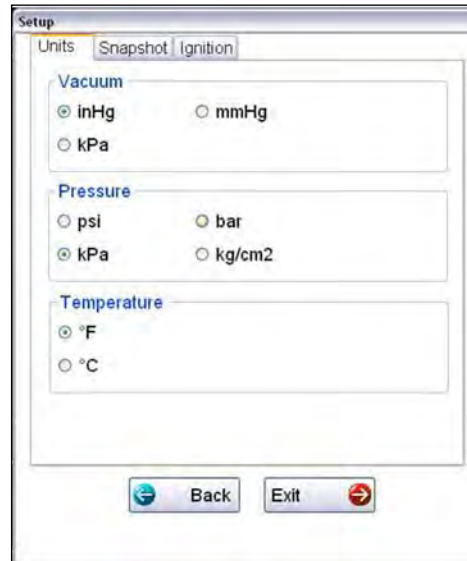 Setup
Units Snapshot Ignition
Vacuum
inHg mmHg
kPa
Pressure
psi bar
kPa kg/cm2
Temperature
°F
°C
Back Exit